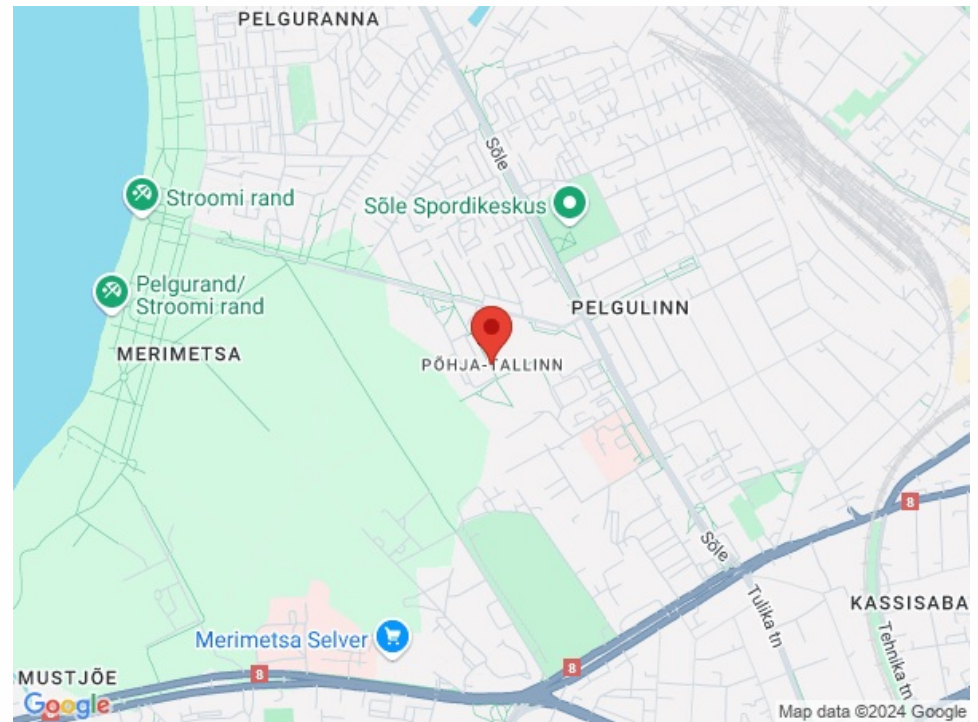 PELGURANNA
Sõle
Stroomi rand
Sõle Spordikeskus
Pelgurand/
Stroomi rand
PELGULINN
MERIMETSA
PÕHJA-TALLINN
8
Sõle
Tulika tn
KASSISABA
Tehnika tn
Merimetsa Selver
8
8
MUSTJÕE
Google
Map data ©2024 Google